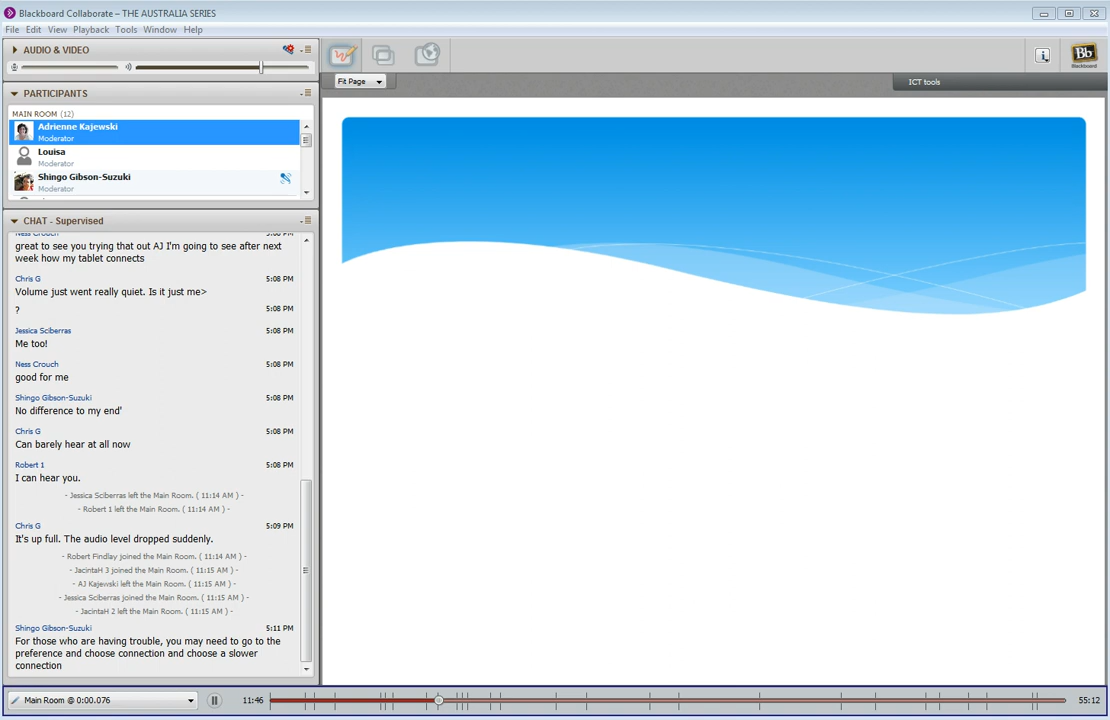 Blackboard Collaborate – THE AUSTRALIA SERIES
File Edit View Playback Tools Window Help
AUDIO & VIDEO
PARTICIPANTS
MAIN ROOM (12)
Adrienne Kajewski
Moderator
Louisa
Moderator
Shingo Gibson-Suzuki
Moderator
CHAT - Supervised
Ness Crouch 5:08 PM
great to see you trying that out AJ I'm going to see after next
week how my tablet connects
Chris G 5:08 PM
Volume just went really quiet. Is it just me>
? 5:08 PM
Jessica Sciberras 5:08 PM
Me too!
Ness Crouch 5:08 PM
good for me
Shingo Gibson-Suzuki 5:08 PM
No difference to my end'
Chris G 5:08 PM
Can barely hear at all now
Robert 1 5:08 PM
I can hear you.
- Jessica Sciberras left the Main Room. ( 11:14 AM ) -
- Robert 1 left the Main Room. ( 11:14 AM ) -
Chris G 5:09 PM
It's up full. The audio level dropped suddenly.
- Robert Findlay joined the Main Room. ( 11:14 AM ) -
- JacintaH 3 joined the Main Room. ( 11:15 AM ) -
- AJ Kajewski left the Main Room. ( 11:15 AM ) -
- Jessica Sciberras joined the Main Room. ( 11:15 AM ) -
- JacintaH 2 left the Main Room. ( 11:15 AM ) -
Shingo Gibson-Suzuki 5:11 PM
For those who are having trouble, you may need to go to the
preference and choose connection and choose a slower
connection
Main Room @ 0:00.076
11:46
55:12
Fit Page
ICT tools
Bb
Blackboard